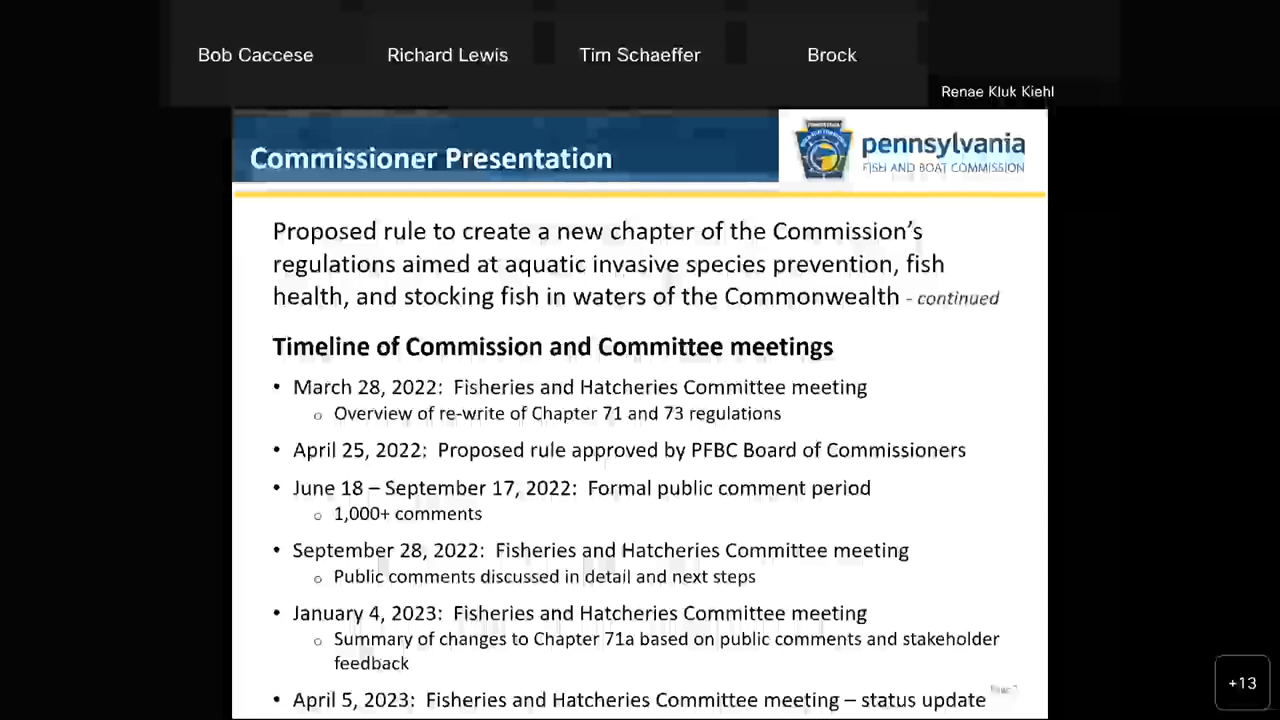 Bob Caccese Richard Lewis Tim Schaeffer Brock
Renae Kluk Kiehl
Commissioner Presentation
pennsylvania
FISH AND BOAT COMMISSION
Proposed rule to create a new chapter of the Commission's
regulations aimed at aquatic invasive species prevention, fish
health, and stocking fish in waters of the Commonwealth - continued
Timeline of Commission and Committee meetings
• March 28, 2022: Fisheries and Hatcheries Committee meeting
o Overview of re-write of Chapter 71 and 73 regulations
• April 25, 2022: Proposed rule approved by PFBC Board of Commissioners
• June 18 – September 17, 2022: Formal public comment period
o 1,000+ comments
• September 28, 2022: Fisheries and Hatcheries Committee meeting
o Public comments discussed in detail and next steps
• January 4, 2023: Fisheries and Hatcheries Committee meeting
o Summary of changes to Chapter 71a based on public comments and stakeholder
feedback
• April 5, 2023: Fisheries and Hatcheries Committee meeting – status update
+13